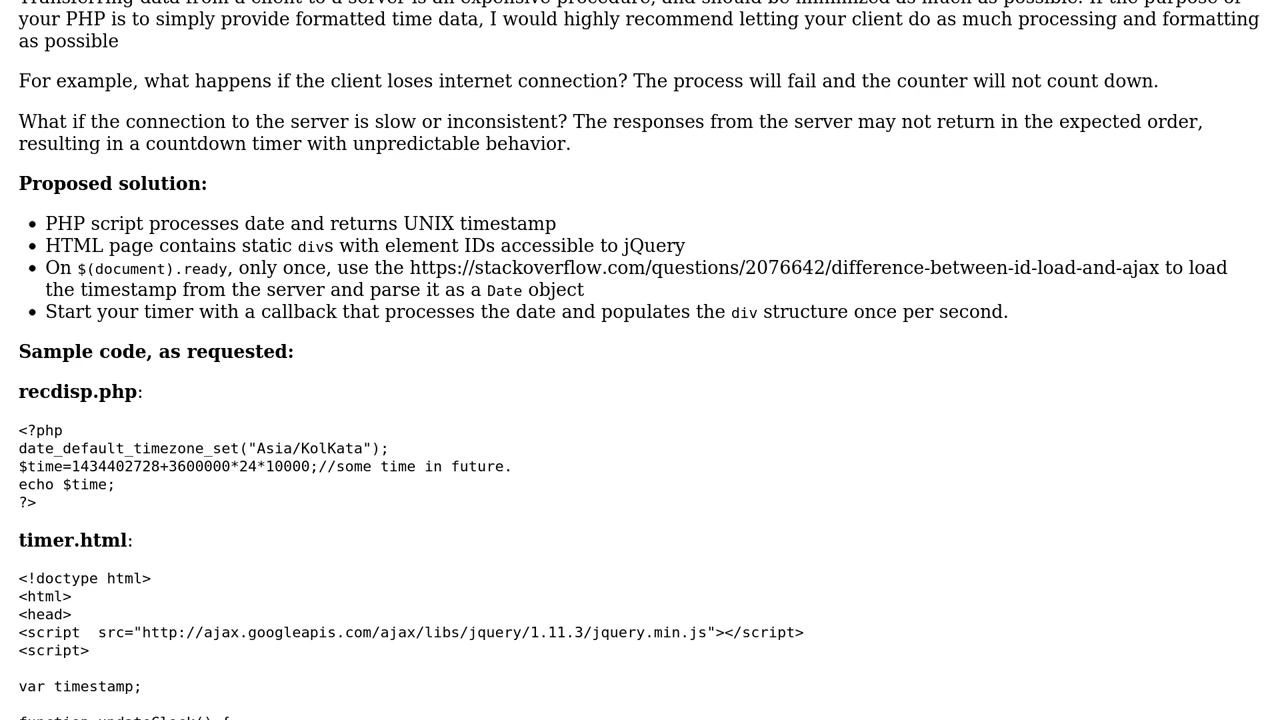 your PHP is to simply provide formatted time data, I would highly recommend letting your client do as much processing and formatting
as possible
For example, what happens if the client loses internet connection? The process will fail and the counter will not count down.
What if the connection to the server is slow or inconsistent? The responses from the server may not return in the expected order,
resulting in a countdown timer with unpredictable behavior.
Proposed solution:
• PHP script processes date and returns UNIX timestamp
• HTML page contains static divs with element IDs accessible to jQuery
• On $(document).ready, only once, use the https://stackoverflow.com/questions/2076642/difference-between-id-load-and-ajax to load
the timestamp from the server and parse it as a Date object
• Start your timer with a callback that processes the date and populates the div structure once per second.
Sample code, as requested:
recdisp.php:
<?php
date_default_timezone_set("Asia/KolKata");
$time=1434402728+3600000*24*10000;//some time in future.
echo $time;
?>
timer.html:
<!doctype html>
<html>
<head>
<script  src="http://ajax.googleapis.com/ajax/libs/jquery/1.11.3/jquery.min.js"></script>
<script>
var timestamp;